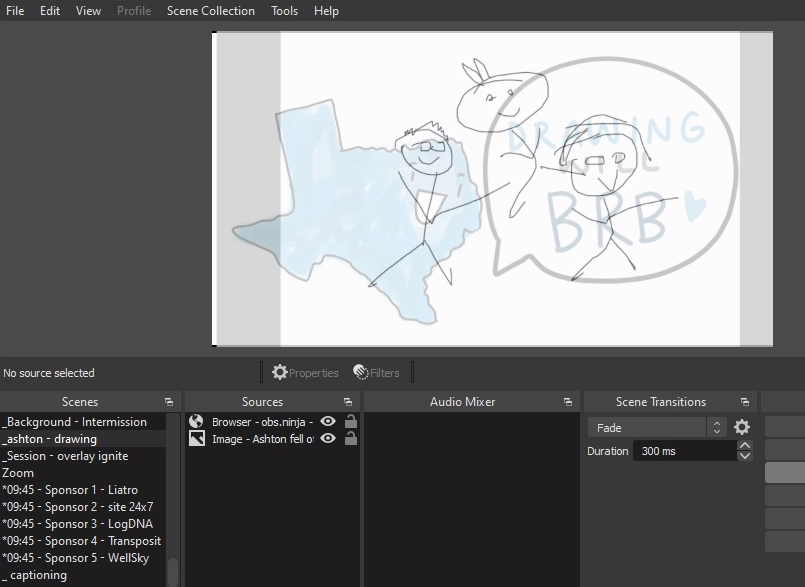 File Edit View Profile Scene Collection Tools Help
DRAWING
WILL
BRB
No source selected
Properties Filters
Scenes
_Background - Intermission
_ashton - drawing
_Session - overlay ignite
Zoom
*09:45 - Sponsor 1 - Liatro
*09:45 - Sponsor 2 - site 24x7
*09:45 - Sponsor 3 - LogDNA
*09:45 - Sponsor 4 - Transposit
*09:45 - Sponsor 5 - WellSky
_ captioning
Sources
Browser - obs.ninja -
Image - Ashton fell of
Audio Mixer
Scene Transitions
Fade
Duration 300 ms